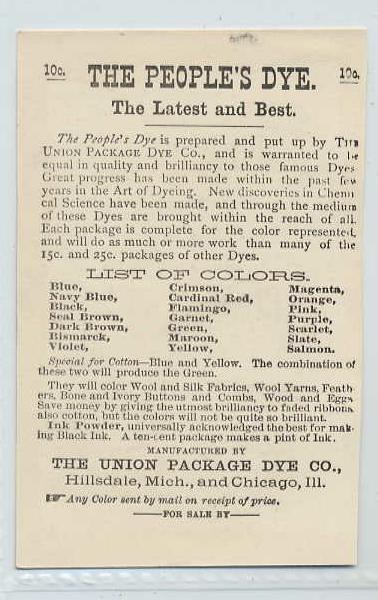 10c. THE PEOPLE'S DYE. 10c.
The Latest and Best.
The People's Dye is prepared and put up by THE
UNION PACKAGE DYE CO., and is warranted to be
equal in quality and brilliancy to those famous Dyes
Great progress has been made within the past few
years in the Art of Dyeing. New discoveries in Chemi
cal Science have been made, and through the medium
of these Dyes are brought within the reach of all.
Each package is complete for the color represented,
and will do as much or more work than many of the
15c. and 25c. packages of other Dyes.
LIST OF COLORS.
Blue, Crimson, Magenta,
Navy Blue, Cardinal Red, Orange,
Black, Flamingo, Pink,
Seal Brown, Garnet, Purple,
Dark Brown, Green, Scarlet,
Bismarck, Maroon, Slate,
Violet, Yellow, Salmon.
Special for Cotton—Blue and Yellow. The combination of
these two will produce the Green.
They will color Wool and Silk Fabrics, Wool Yarns, Feath
ers, Bone and Ivory Buttons and Combs, Wood and Eggs
Save money by giving the utmost brilliancy to faded ribbons
also cotton, but the colors will not be quite so brilliant.
Ink Powder, universally acknowledged the best for mak-
ing Black Ink. A ten-cent package makes a pint of Ink.
MANUFACTURED BY
THE UNION PACKAGE DYE CO.,
Hillsdale, Mich., and Chicago, Ill.
☛ Any Color sent by mail on receipt of price.
——FOR SALE BY——